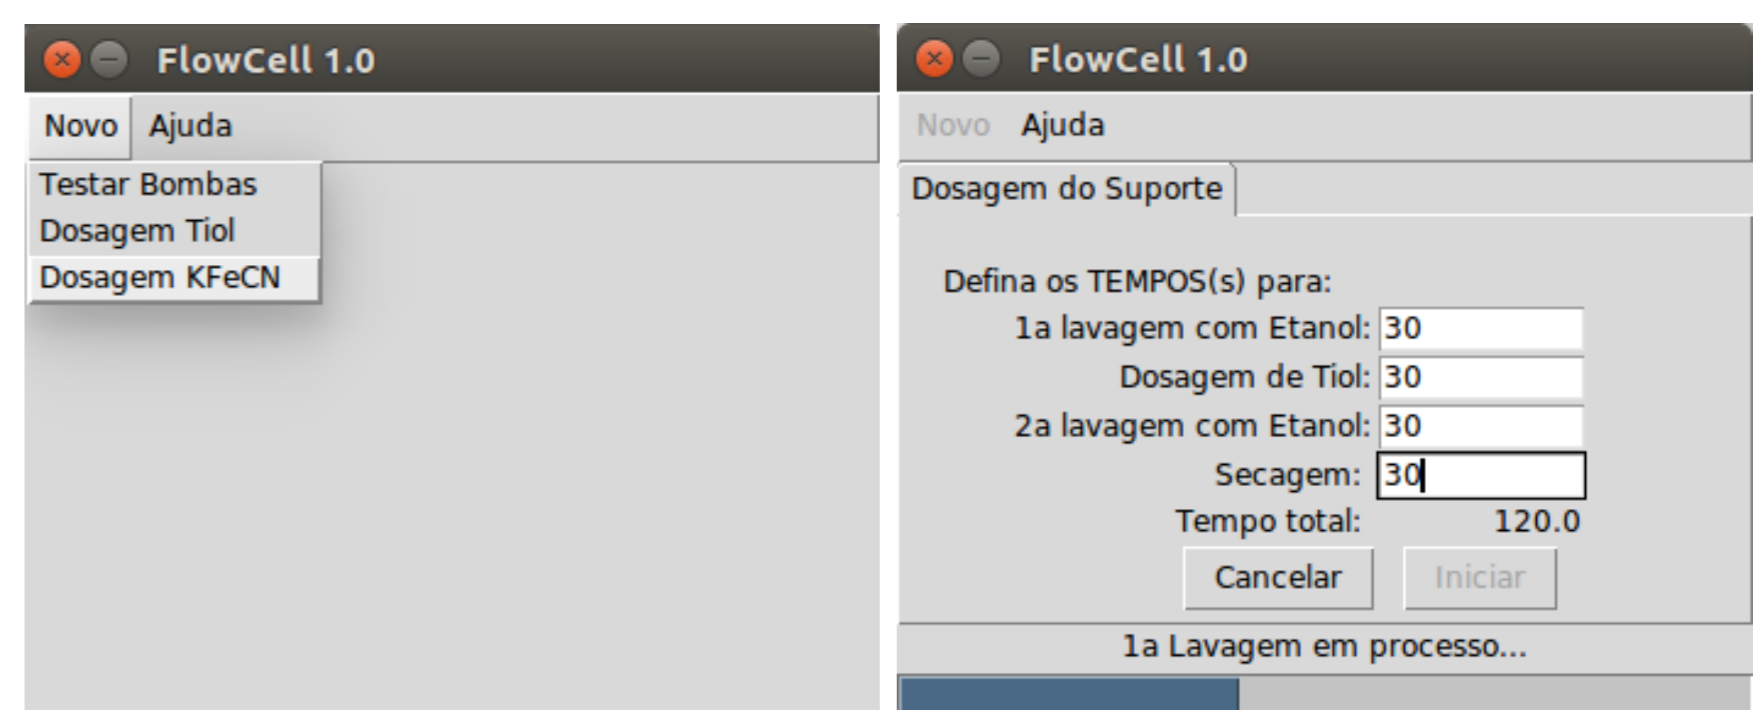 FlowCell 1.0
Novo Ajuda
Testar Bombas
Dosagem Tiol
Dosagem KFeCN
FlowCell 1.0
Novo Ajuda
Dosagem do Suporte
Defina os TEMPOS(s) para:
1a lavagem com Etanol: 30
Dosagem de Tiol: 30
2a lavagem com Etanol: 30
Secagem: 30
Tempo total: 120.0
Cancelar Iniciar
1a Lavagem em processo...